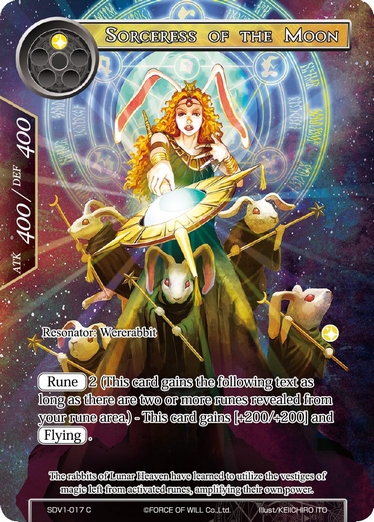 Sorceress of the Moon
ATK 400 / DEF 400
Resonator: Wererabbit
Rune 2 (This card gains the following text as
long as there are two or more runes revealed from
your rune area.) - This card gains [+200/+200] and
Flying .
The rabbits of Lunar Heaven have learned to utilize the vestiges of
magic left from activated runes, amplifying their own power.
SDV1-017 C ©FORCE OF WILL Co.,Ltd. Illust/KEIICHIRO ITO